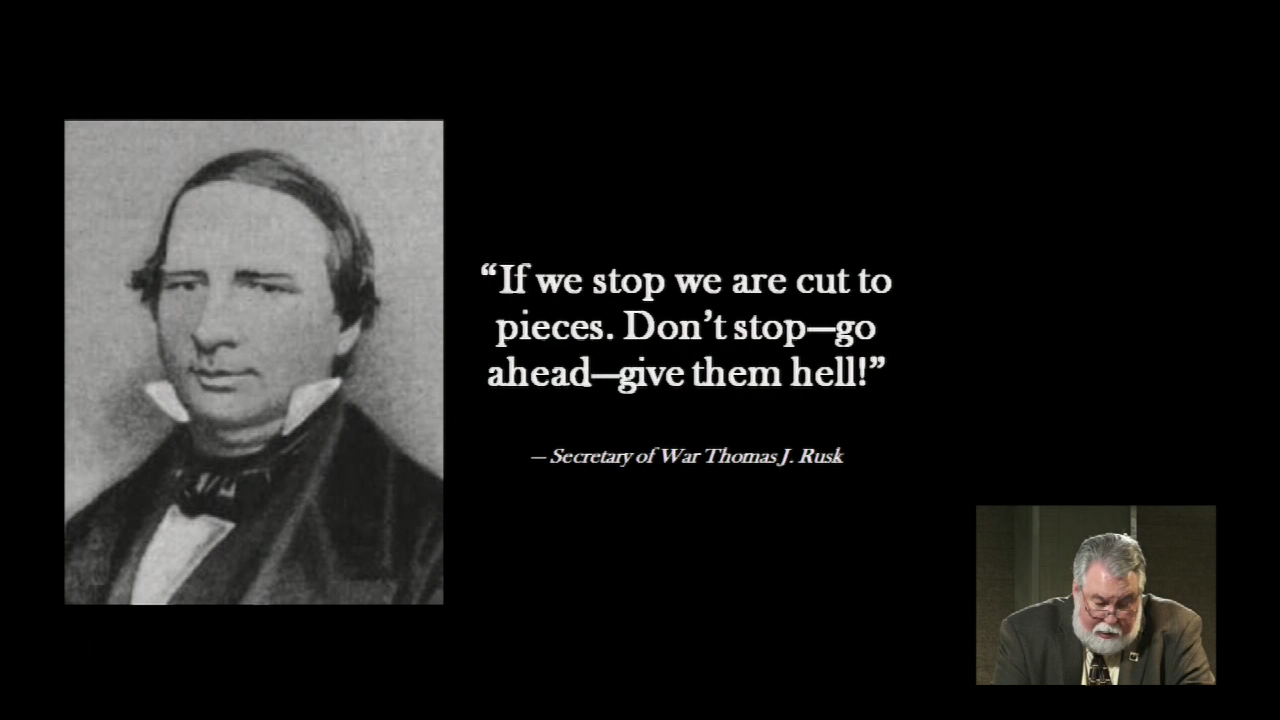 “If we stop we are cut to
pieces. Don’t stop—go
ahead—give them hell!”
— Secretary of War Thomas J. Rusk